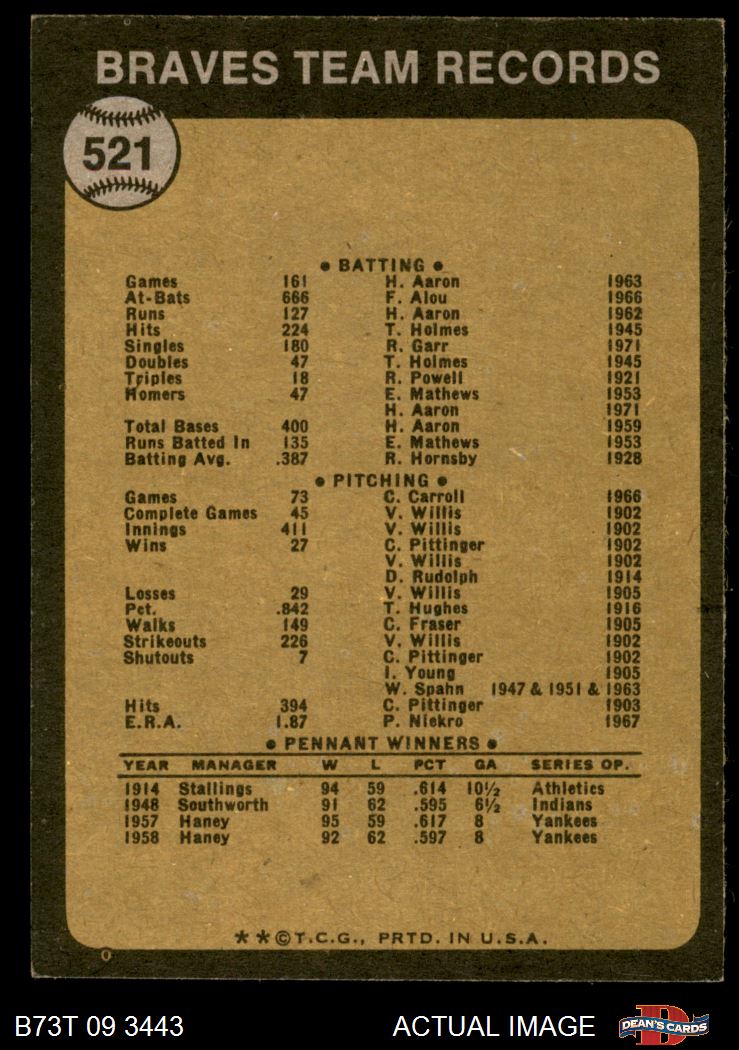 BRAVES TEAM RECORDS
521
• BATTING •
Games 161 H. Aaron 1963
At-Bats 666 F. Alou 1966
Runs 127 H. Aaron 1962
Hits 224 T. Holmes 1945
Singles 180 R. Garr 1971
Doubles 47 T. Holmes 1945
Triples 18 R. Powell 1921
Homers 47 E. Mathews 1953
H. Aaron 1971
Total Bases 400 H. Aaron 1959
Runs Batted In 135 E. Mathews 1953
Batting Avg. .387 R. Hornsby 1928
• PITCHING •
Games 73 C. Carroll 1966
Complete Games 45 V. Willis 1902
Innings 411 V. Willis 1902
Wins 27 C. Pittinger 1902
V. Willis 1902
D. Rudolph 1914
Losses 29 V. Willis 1905
Pct. .842 T. Hughes 1916
Walks 149 C. Fraser 1905
Strikeouts 226 V. Willis 1902
Shutouts 7 C. Pittinger 1902
I. Young 1905
W. Spahn 1947 & 1951 & 1963
Hits 394 C. Pittinger 1903
E.R.A. 1.87 P. Niekro 1967
• PENNANT WINNERS •
YEAR MANAGER W L PCT GA SERIES OP.
1914 Stallings 94 59 .614 10½ Athletics
1948 Southworth 91 62 .595 6½ Indians
1957 Haney 95 59 .617 8 Yankees
1958 Haney 92 62 .597 8 Yankees
**©T.C.G., PRTD. IN U.S.A.
B73T 09 3443 ACTUAL IMAGE
D
DEAN'S CARDS